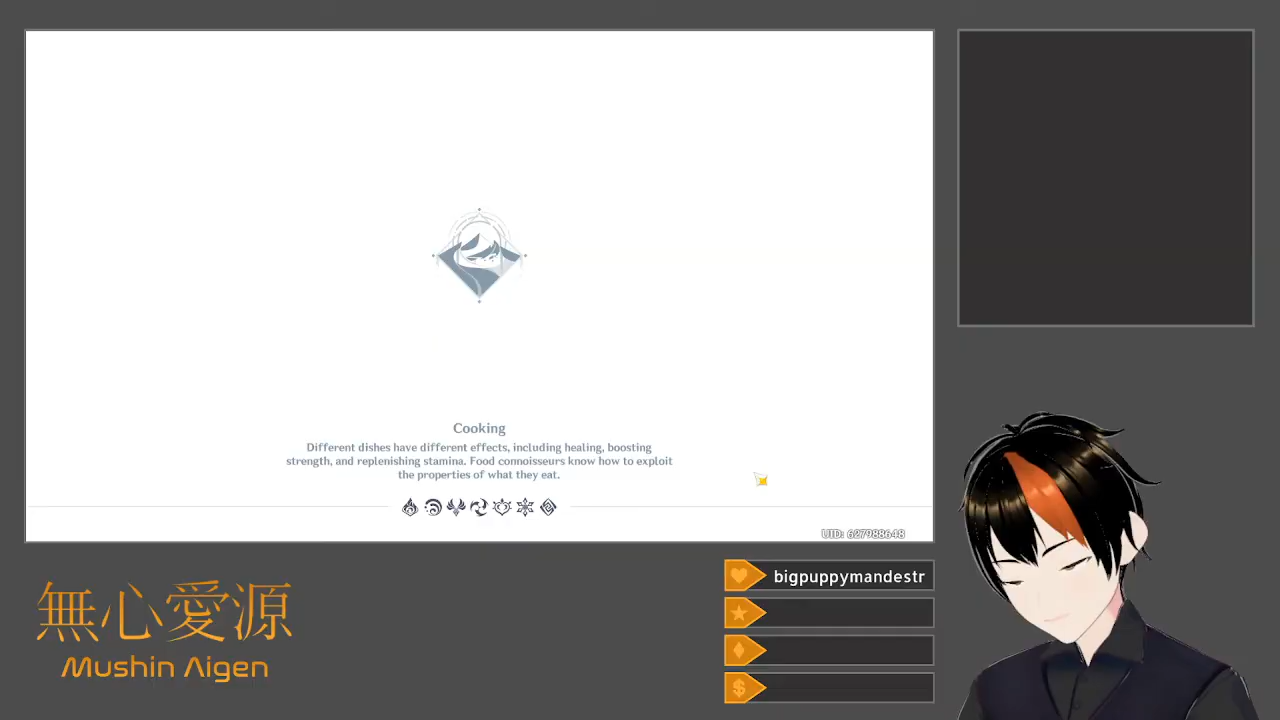 Cooking
Different dishes have different effects, including healing, boosting
strength, and replenishing stamina. Food connoisseurs know how to exploit
the properties of what they eat.
UID: 627988648
bigpuppymandestr
無心愛源
Mushin Aigen